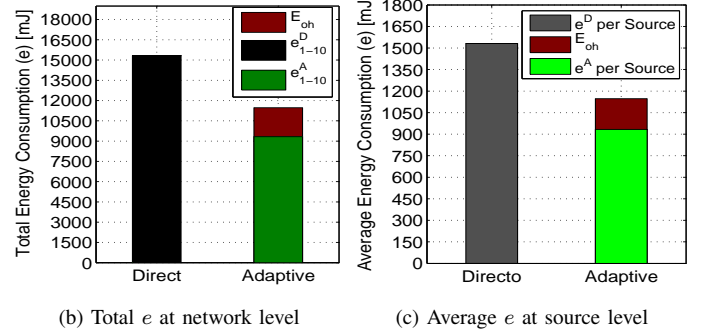 Total Energy Consumption (e) [mJ]
18000
16500
15000
13500
12000
10500
9000
7500
6000
4500
3000
1500
0
E_oh
e^D_1−10
e^A_1−10
Direct
Adaptive
(b) Total e at network level
Average Energy Consumption (e) [mJ]
1800
1650
1500
1350
1200
1050
900
750
600
450
300
150
0
e^D per Source
E_oh
e^A per Source
Directo
Adaptive
(c) Average e at source level